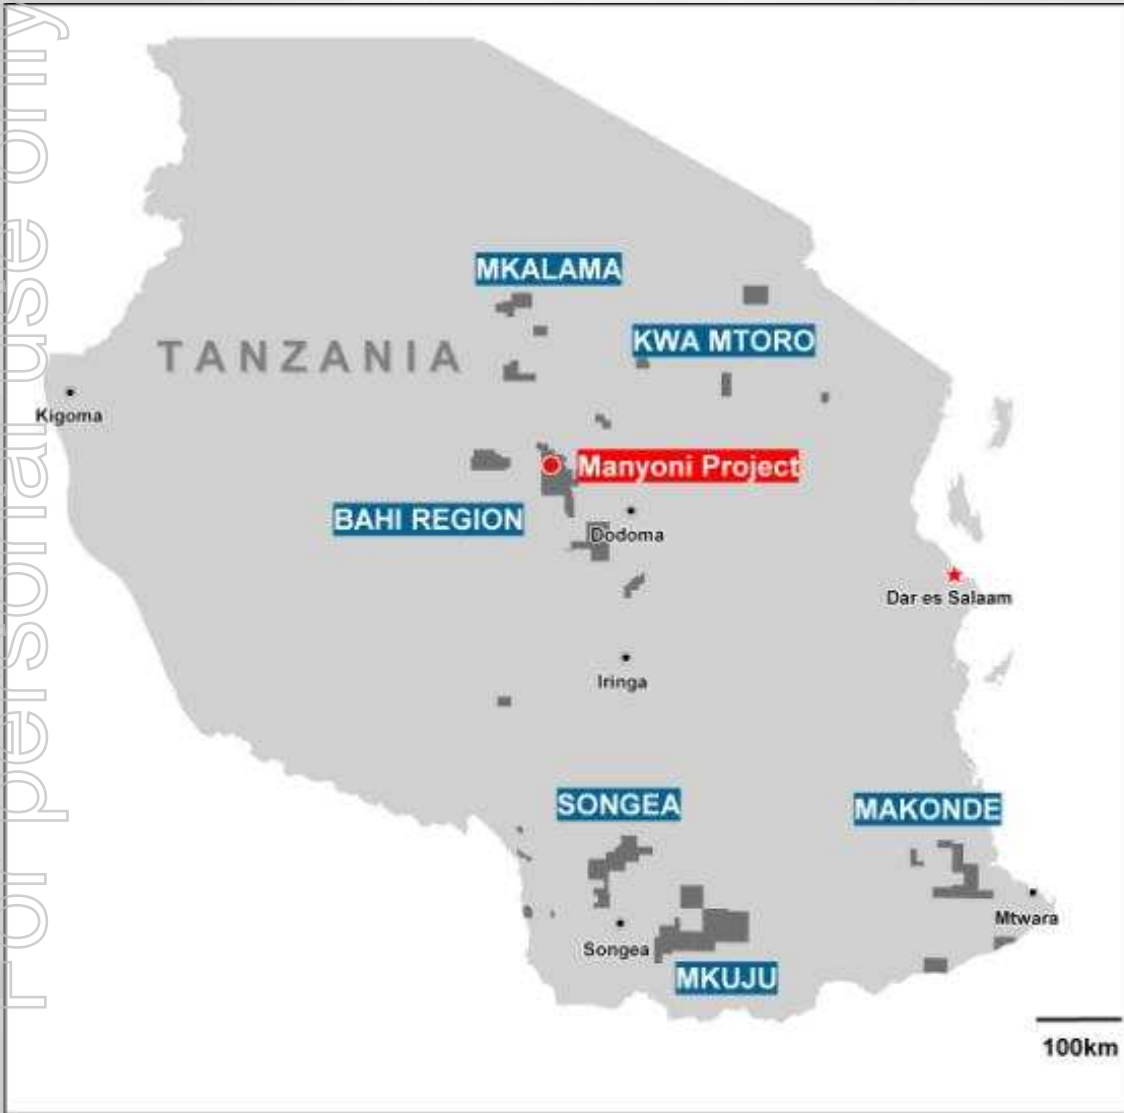 For personal use only
MKALAMA
KWA MTORO
TANZANIA
Kigoma
Manyoni Project
BAHI REGION
Dodoma
Dar es Salaam
Iringa
SONGEA
MAKONDE
Mtwara
Songea
MKUJU
100km